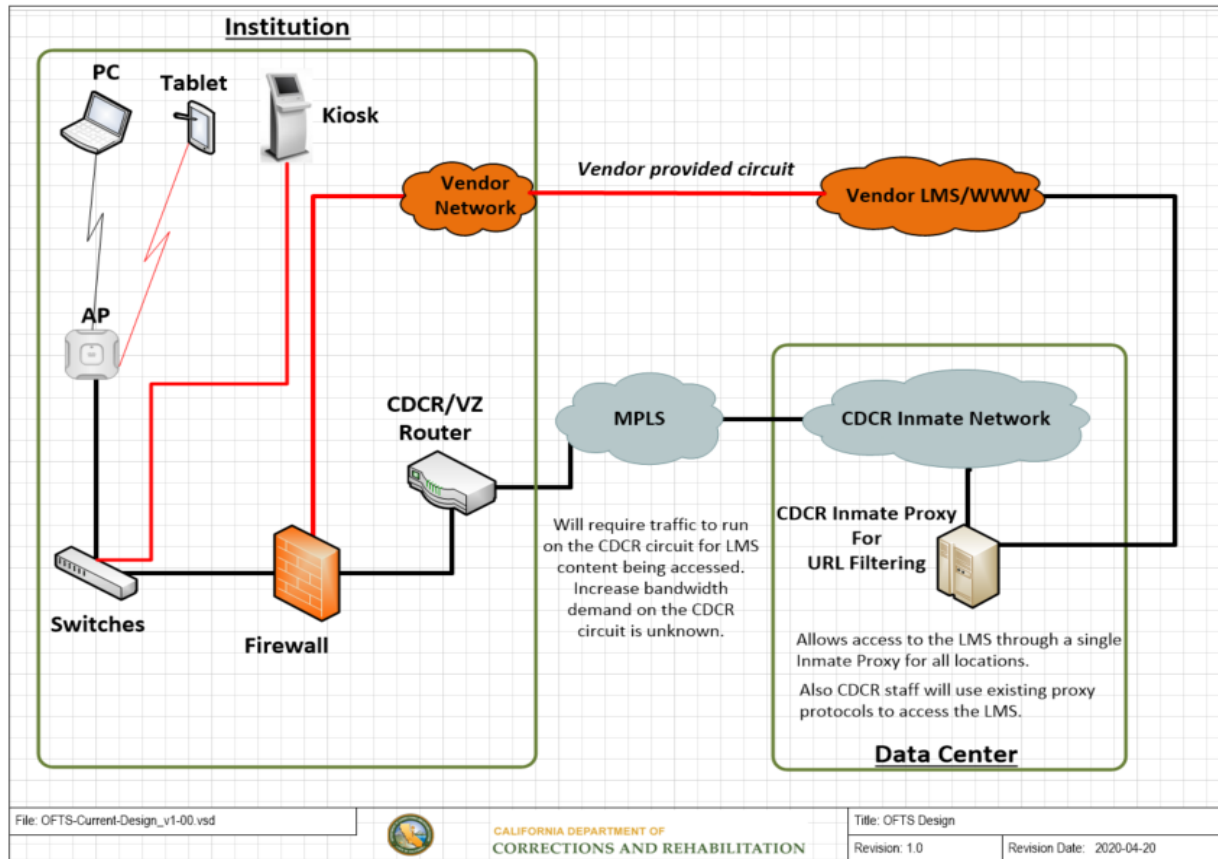 Institution
PC
Tablet
Kiosk
Vendor
Network
Vendor provided circuit
Vendor LMS/WWW
AP
CDCR/VZ
Router
MPLS
CDCR Inmate Network
Switches
Firewall
Will require traffic to run
on the CDCR circuit for LMS
content being accessed.
Increase bandwidth
demand on the CDCR
circuit is unknown.
CDCR Inmate Proxy
For
URL Filtering
Allows access to the LMS through a single
Inmate Proxy for all locations.
Also CDCR staff will use existing proxy
protocols to access the LMS.
Data Center
File: OFTS-Current-Design_v1-00.vsd
CALIFORNIA DEPARTMENT OF
CORRECTIONS AND REHABILITATION
Title: OFTS Design
Revision: 1.0
Revision Date: 2020-04-20